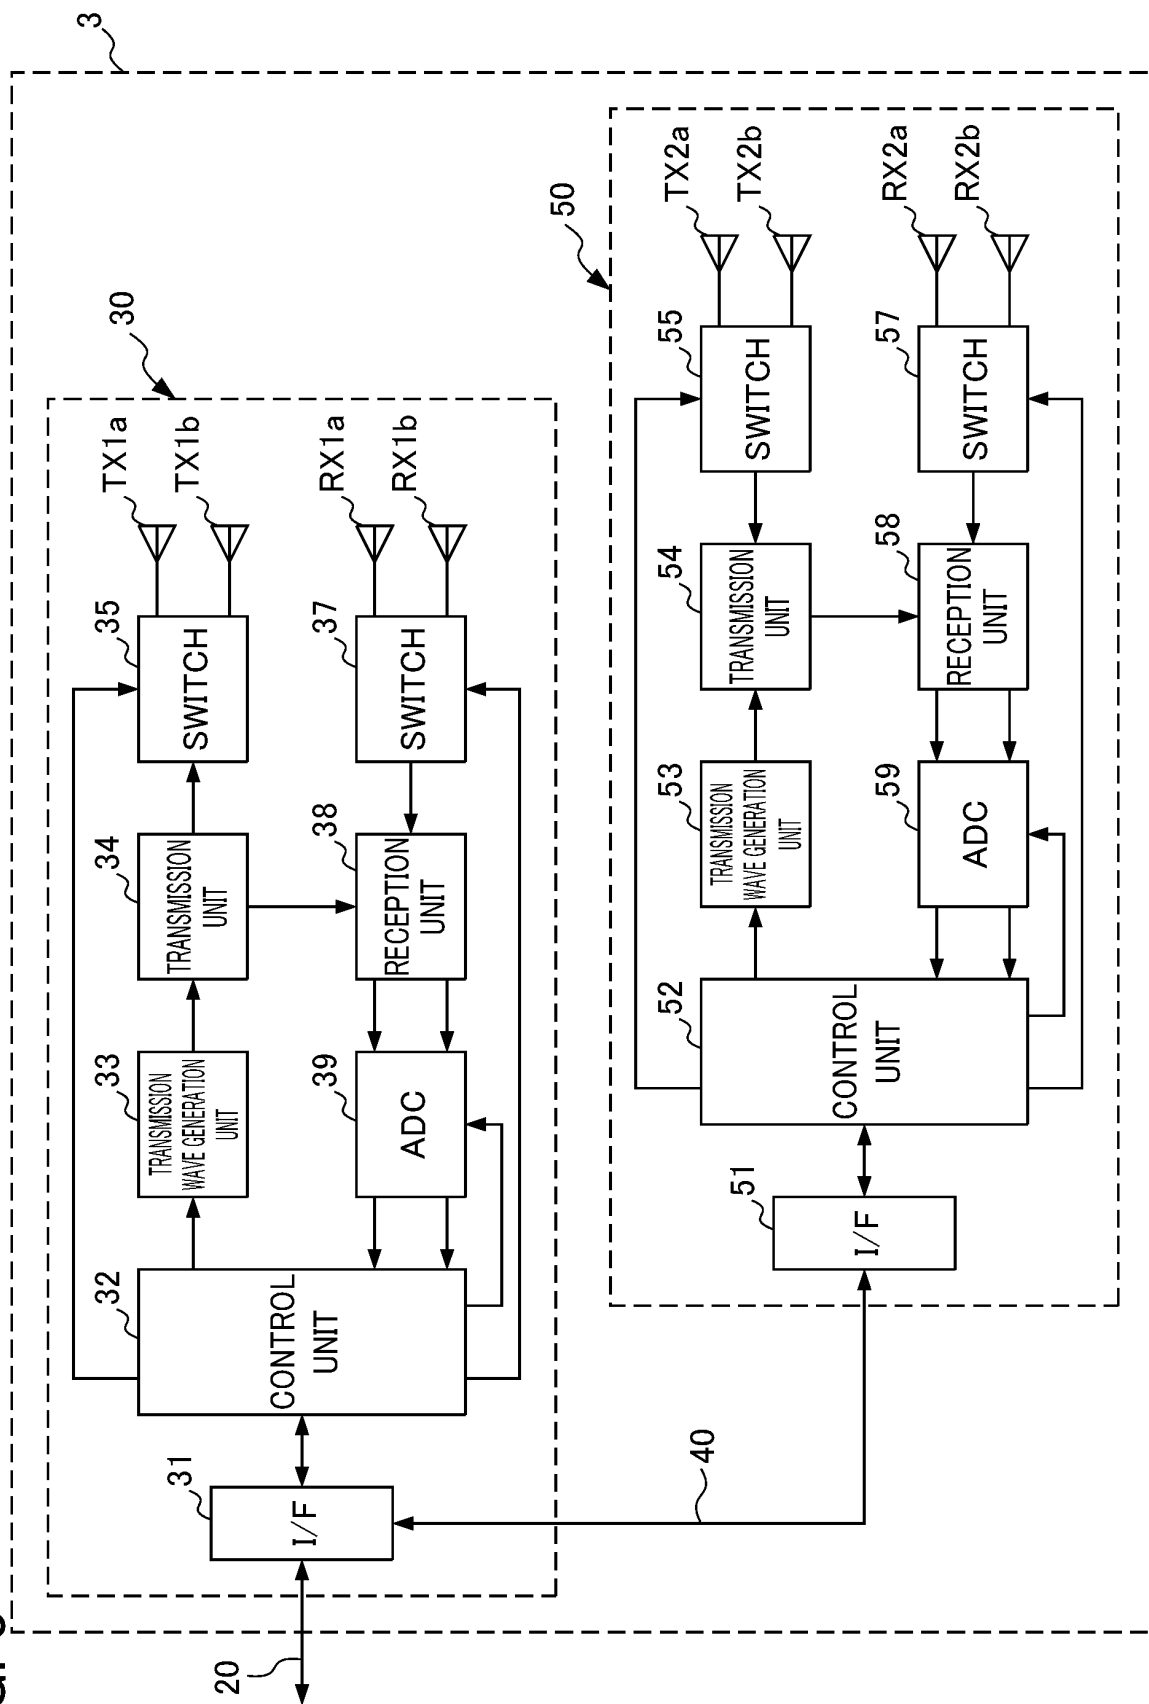 3
30
TX1a
TX1b
RX1a
RX1b
35
SWITCH
37
SWITCH
34
TRANSMISSION
UNIT
38
RECEPTION
UNIT
33
TRANSMISSION
WAVE GENERATION
UNIT
39
ADC
32
CONTROL
UNIT
31
I/F
20
40
50
TX2a
TX2b
RX2a
RX2b
55
SWITCH
57
SWITCH
54
TRANSMISSION
UNIT
58
RECEPTION
UNIT
53
TRANSMISSION
WAVE GENERATION
UNIT
59
ADC
52
CONTROL
UNIT
51
I/F